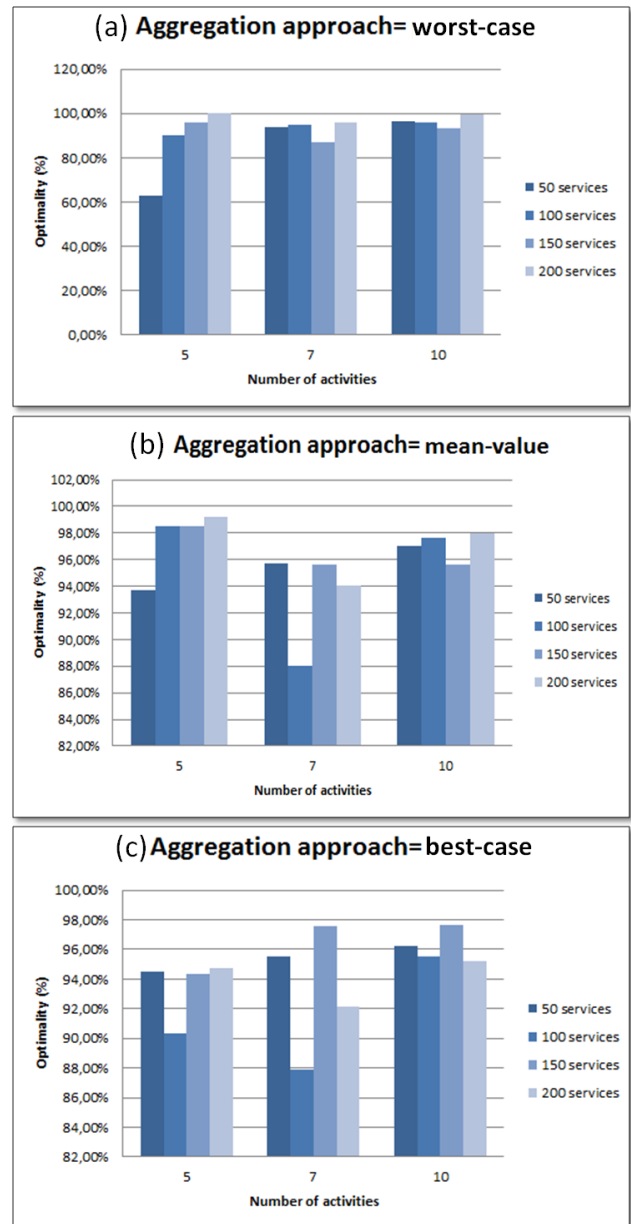 (a) Aggregation approach= worst-case
120,00%
100,00%
80,00%
60,00%
40,00%
20,00%
0,00%
Optimality (%)
5 7 10
Number of activities
50 services
100 services
150 services
200 services
(b) Aggregation approach= mean-value
102,00%
100,00%
98,00%
96,00%
94,00%
92,00%
90,00%
88,00%
86,00%
84,00%
82,00%
Optimality (%)
5 7 10
Number of activities
50 services
100 services
150 services
200 services
(c) Aggregation approach= best-case
100,00%
98,00%
96,00%
94,00%
92,00%
90,00%
88,00%
86,00%
84,00%
82,00%
Optimality (%)
5 7 10
Number of activities
50 services
100 services
150 services
200 services